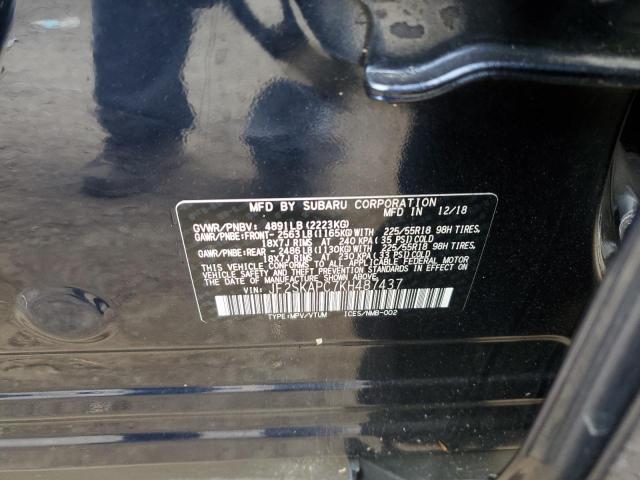 MFD BY SUBARU CORPORATION IN 12/18
GVWR/PNBV: 4891LB (2223KG)
GAWR/PNBE: FRONT- 2563LB (1165KG) WITH 225/55R18 98H TIRES,
18X7J RIMS AT 240 KPA (35 PSI) COLD
GAWR/PNBE: REAR - 2486LB (1130KG) WITH 225/55R18 98H TIRES,
18X7J RIMS AT 230 KPA (33 PSI) COLD
THIS VEHICLE CONFORMS TO ALL APPLICABLE FEDERAL MOTOR
VEHICLE SAFETY AND THEFT PREVENTION STANDARDS IN EFFECT ON
THE DATE OF MANUFACTURE SHOWN ABOVE.
VIN: JF2SKAPC7KH487437
TYPE: MPV/VTUM ICES/NMB-002